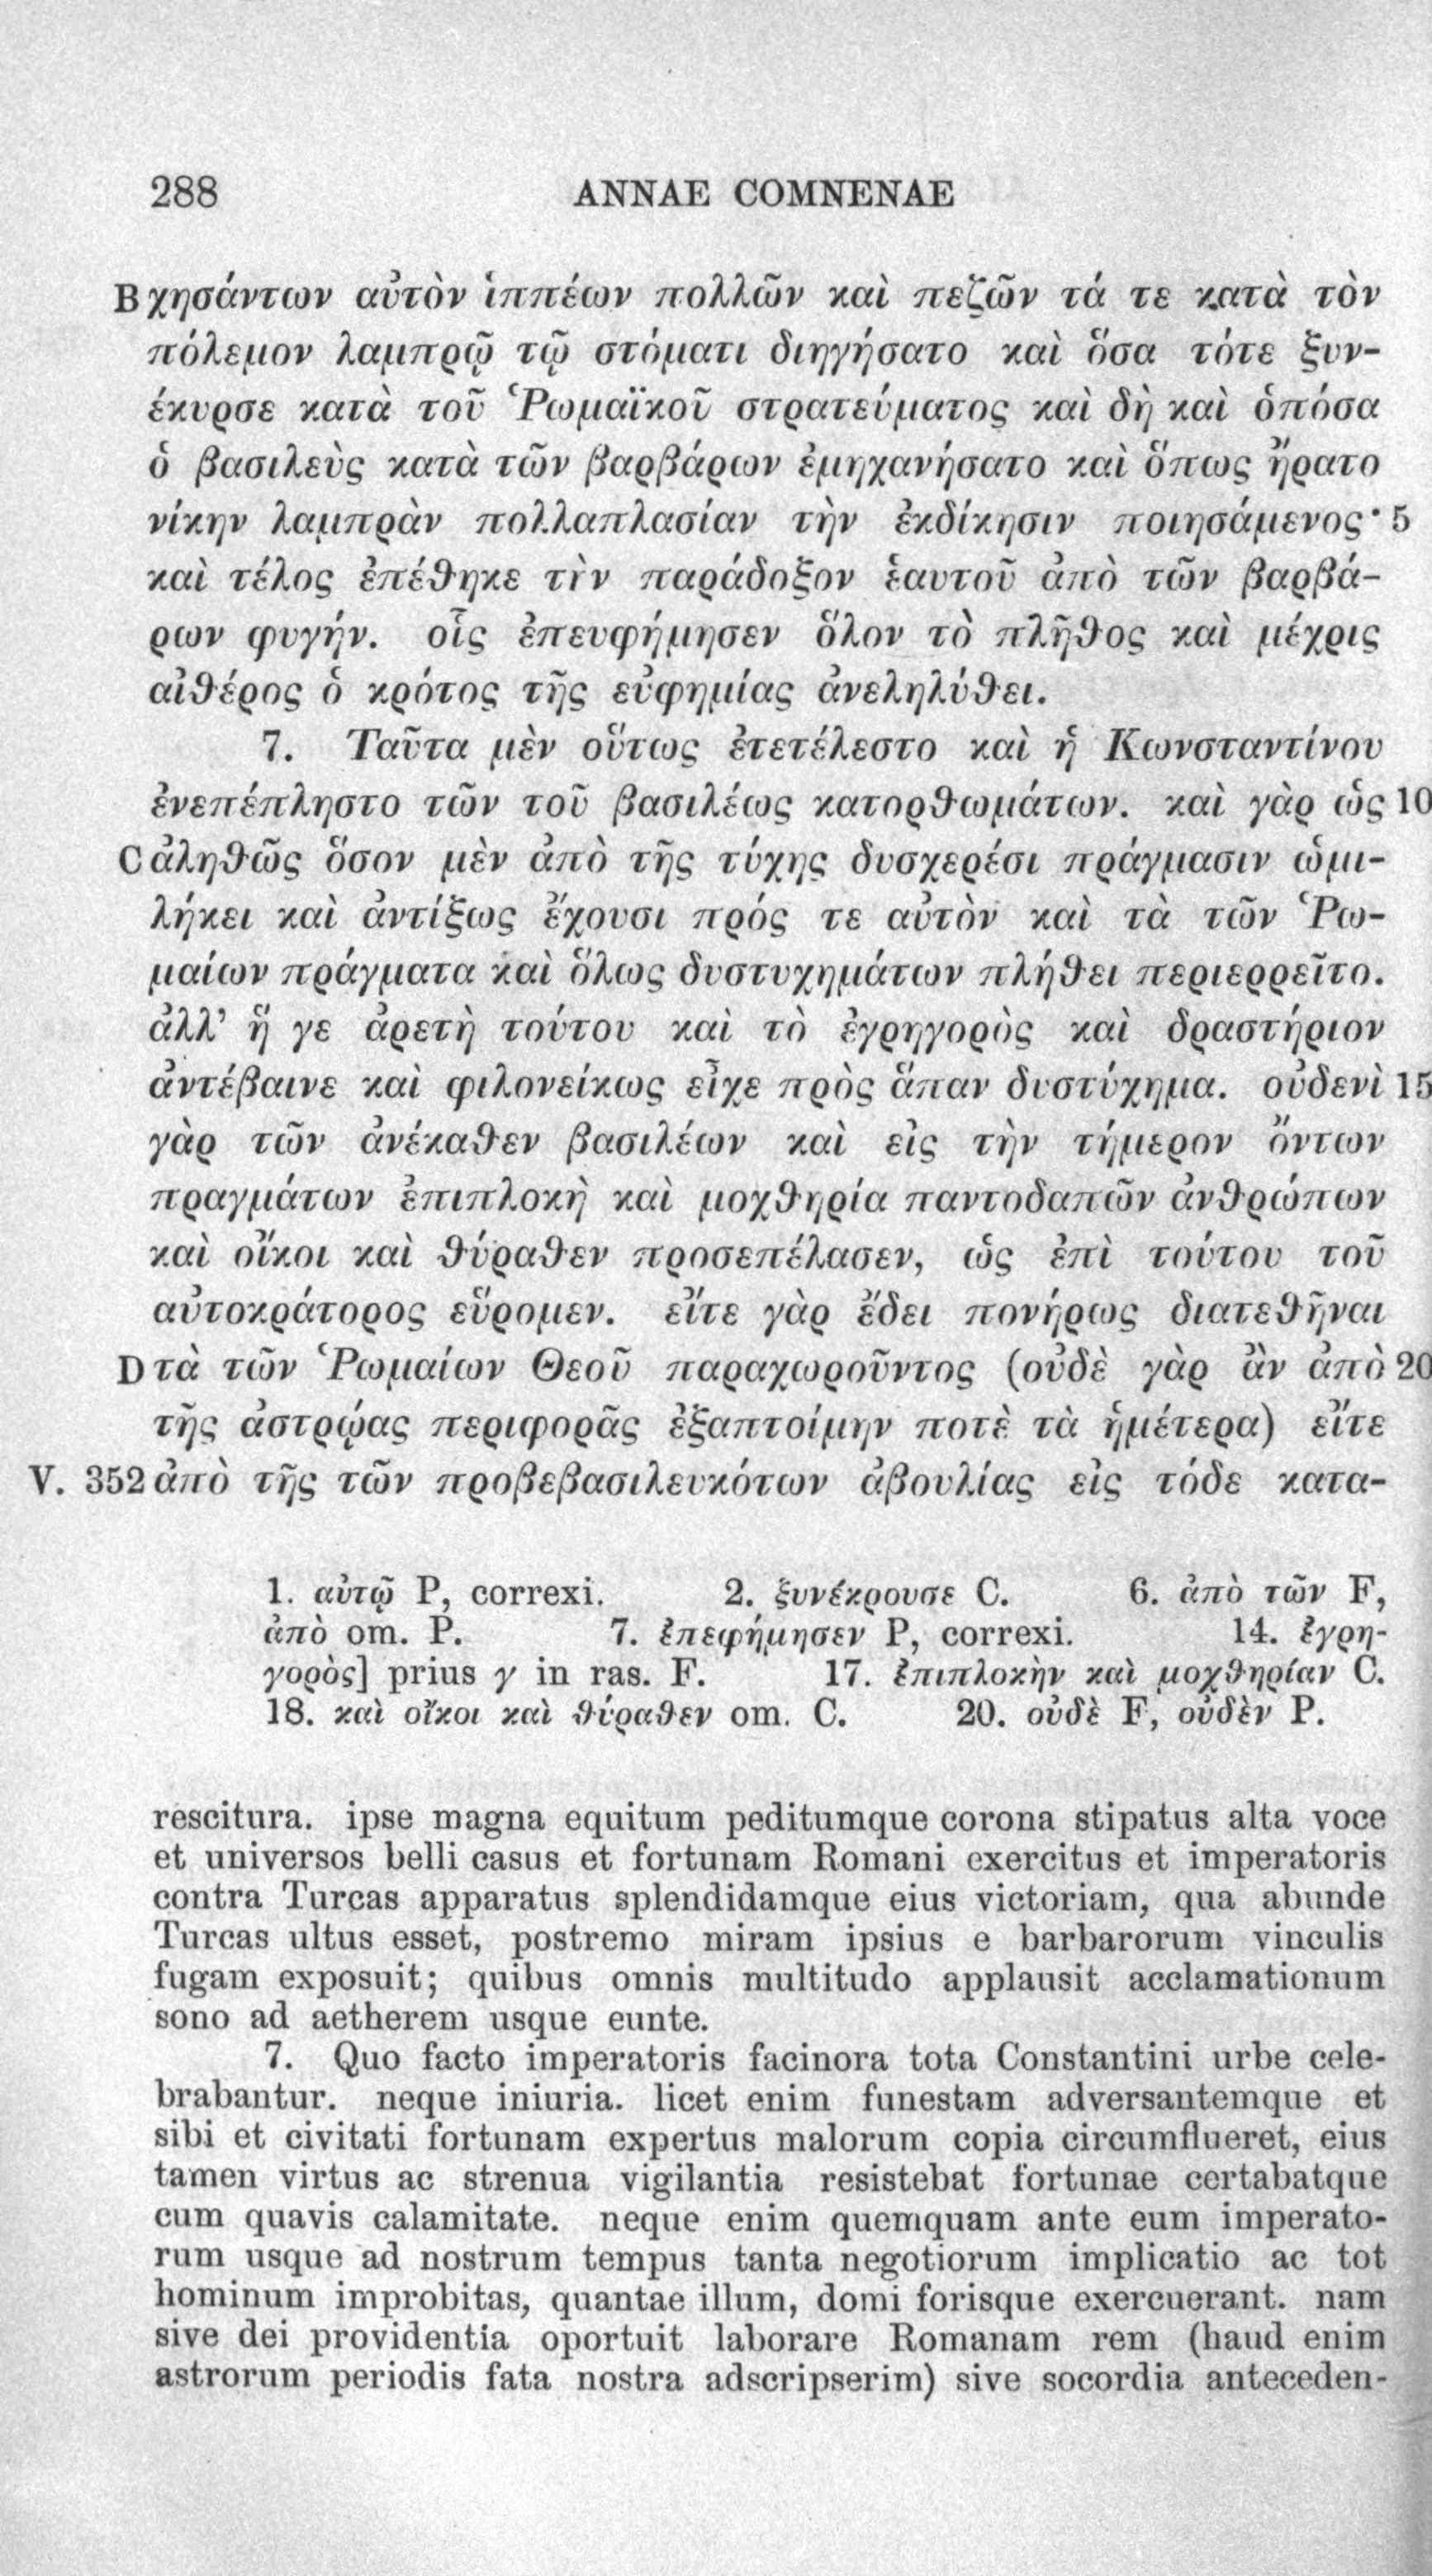 288 ANNAE COMNENAE
B χησάντων αὐτὸν ἱππέων πολλῶν καὶ πεζῶν τά τε κατὰ τὸν
πόλεμον λαμπρῷ τῷ στόματι διηγήσατο καὶ ὅσα τότε ξυν-
έκυρσε κατὰ τοῦ Ῥωμαϊκοῦ στρατεύματος καὶ δὴ καὶ ὁπόσα
ὁ βασιλεὺς κατὰ τῶν βαρβάρων ἐμηχανήσατο καὶ ὅπως ἤρατο
νίκην λαμπρὰν πολλαπλασίαν τὴν ἐκδίκησιν ποιησάμενος· 5
καὶ τέλος ἐπέθηκε τὴν παράδοξον ἑαυτοῦ ἀπὸ τῶν βαρβά-
ρων φυγήν. οἷς ἐπευφήμησεν ὅλον τὸ πλῆθος καὶ μέχρις
αἰθέρος ὁ κρότος τῆς εὐφημίας ἀνεληλύθει.
7. Ταῦτα μὲν οὕτως ἐτετέλεστο καὶ ἡ Κωνσταντίνου
ἐνεπέπληστο τῶν τοῦ βασιλέως κατορθωμάτων. καὶ γὰρ ὡς 10
C ἀληθῶς ὅσον μὲν ἀπὸ τῆς τύχης δυσχερέσι πράγμασιν ὡμι-
λήκει καὶ ἀντίξως ἔχουσι πρός τε αὐτὸν καὶ τὰ τῶν Ῥω-
μαίων πράγματα καὶ ὅλως δυστυχημάτων πλήθει περιερρεῖτο.
ἀλλ' ἥ γε ἀρετὴ τούτου καὶ τὸ ἐγρηγορὸς καὶ δραστήριον
ἀντέβαινε καὶ φιλονείκως εἶχε πρὸς ἅπαν δυστύχημα. οὐδενὶ 15
γὰρ τῶν ἀνέκαθεν βασιλέων καὶ εἰς τὴν τήμερον ὄντων
πραγμάτων ἐπιπλοκὴ καὶ μοχθηρία παντοδαπῶν ἀνθρώπων
καὶ οἴκοι καὶ θύραθεν προσεπέλασεν, ὡς ἐπὶ τούτου τοῦ
αὐτοκράτορος εὕρομεν. εἴτε γὰρ ἔδει πονήρως διατεθῆναι
D τὰ τῶν Ῥωμαίων Θεοῦ παραχωροῦντος (οὐδὲ γὰρ ἂν ἀπὸ 20
τῆς ἀστρῴας περιφορᾶς ἐξαπτοίμην ποτὲ τὰ ἡμέτερα) εἴτε
V. 352 ἀπὸ τῆς τῶν προβεβασιλευκότων ἀβουλίας εἰς τόδε κατα-
1. αὐτῷ P, correxi. 2. ξυνέκρουσε C. 6. ἀπὸ τῶν F,
ἀπὸ om. P. 7. ἐπεφήμησεν P, correxi. 14. ἐγρη-
γορὸς] prius γ in ras. F. 17. ἐπιπλοκὴν καὶ μοχθηρίαν C.
18. καὶ οἴκοι καὶ θύραθεν om. C. 20. οὐδὲ F, οὐδὲν P.
rescitura. ipse magna equitum peditumque corona stipatus alta voce
et universos belli casus et fortunam Romani exercitus et imperatoris
contra Turcas apparatus splendidamque eius victoriam, qua abunde
Turcas ultus esset, postremo miram ipsius e barbarorum vinculis
fugam exposuit; quibus omnis multitudo applausit acclamationum
sono ad aetherem usque eunte.
7. Quo facto imperatoris facinora tota Constantini urbe cele-
brabantur. neque iniuria. licet enim funestam adversantemque et
sibi et civitati fortunam expertus malorum copia circumflueret, eius
tamen virtus ac strenua vigilantia resistebat fortunae certabatque
cum quavis calamitate. neque enim quemquam ante eum imperato-
rum usque ad nostrum tempus tanta negotiorum implicatio ac tot
hominum improbitas, quantae illum, domi forisque exercuerant. nam
sive dei providentia oportuit laborare Romanam rem (haud enim
astrorum periodis fata nostra adscripserim) sive socordia anteceden-